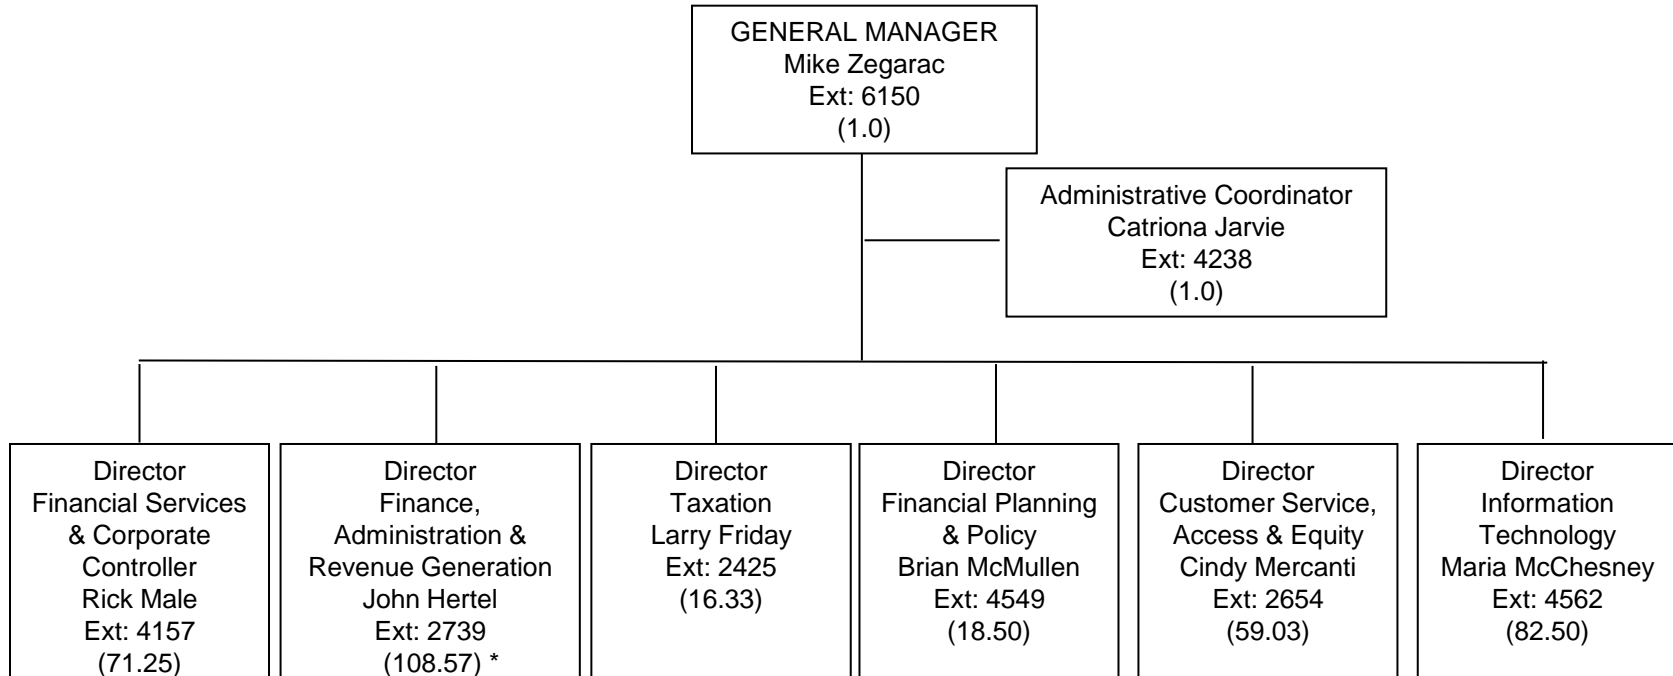 GENERAL MANAGER
Mike Zegarac
Ext: 6150
(1.0)
Administrative Coordinator
Catriona Jarvie
Ext: 4238
(1.0)
Director
Financial Services
& Corporate
Controller
Rick Male
Ext: 4157
(71.25)
Director
Finance,
Administration &
Revenue Generation
John Hertel
Ext: 2739
(108.57) *
Director
Taxation
Larry Friday
Ext: 2425
(16.33)
Director
Financial Planning
& Policy
Brian McMullen
Ext: 4549
(18.50)
Director
Customer Service,
Access & Equity
Cindy Mercanti
Ext: 2654
(59.03)
Director
Information
Technology
Maria McChesney
Ext: 4562
(82.50)